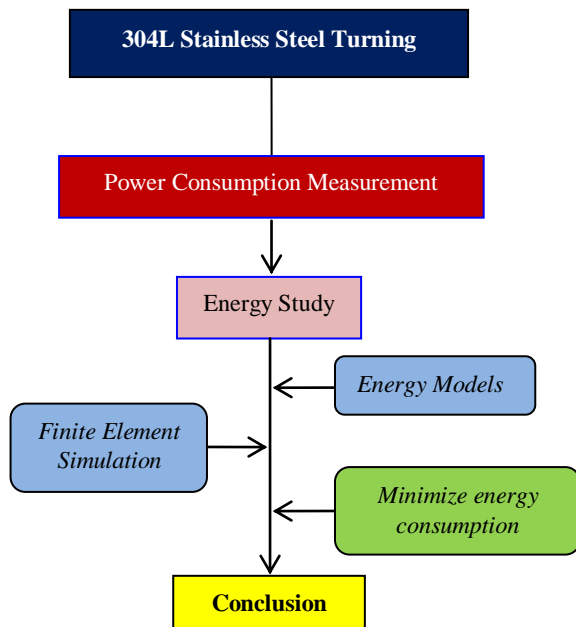 304L Stainless Steel Turning
Power Consumption Measurement
Energy Study
Energy Models
Finite Element
Simulation
Minimize energy
consumption
Conclusion